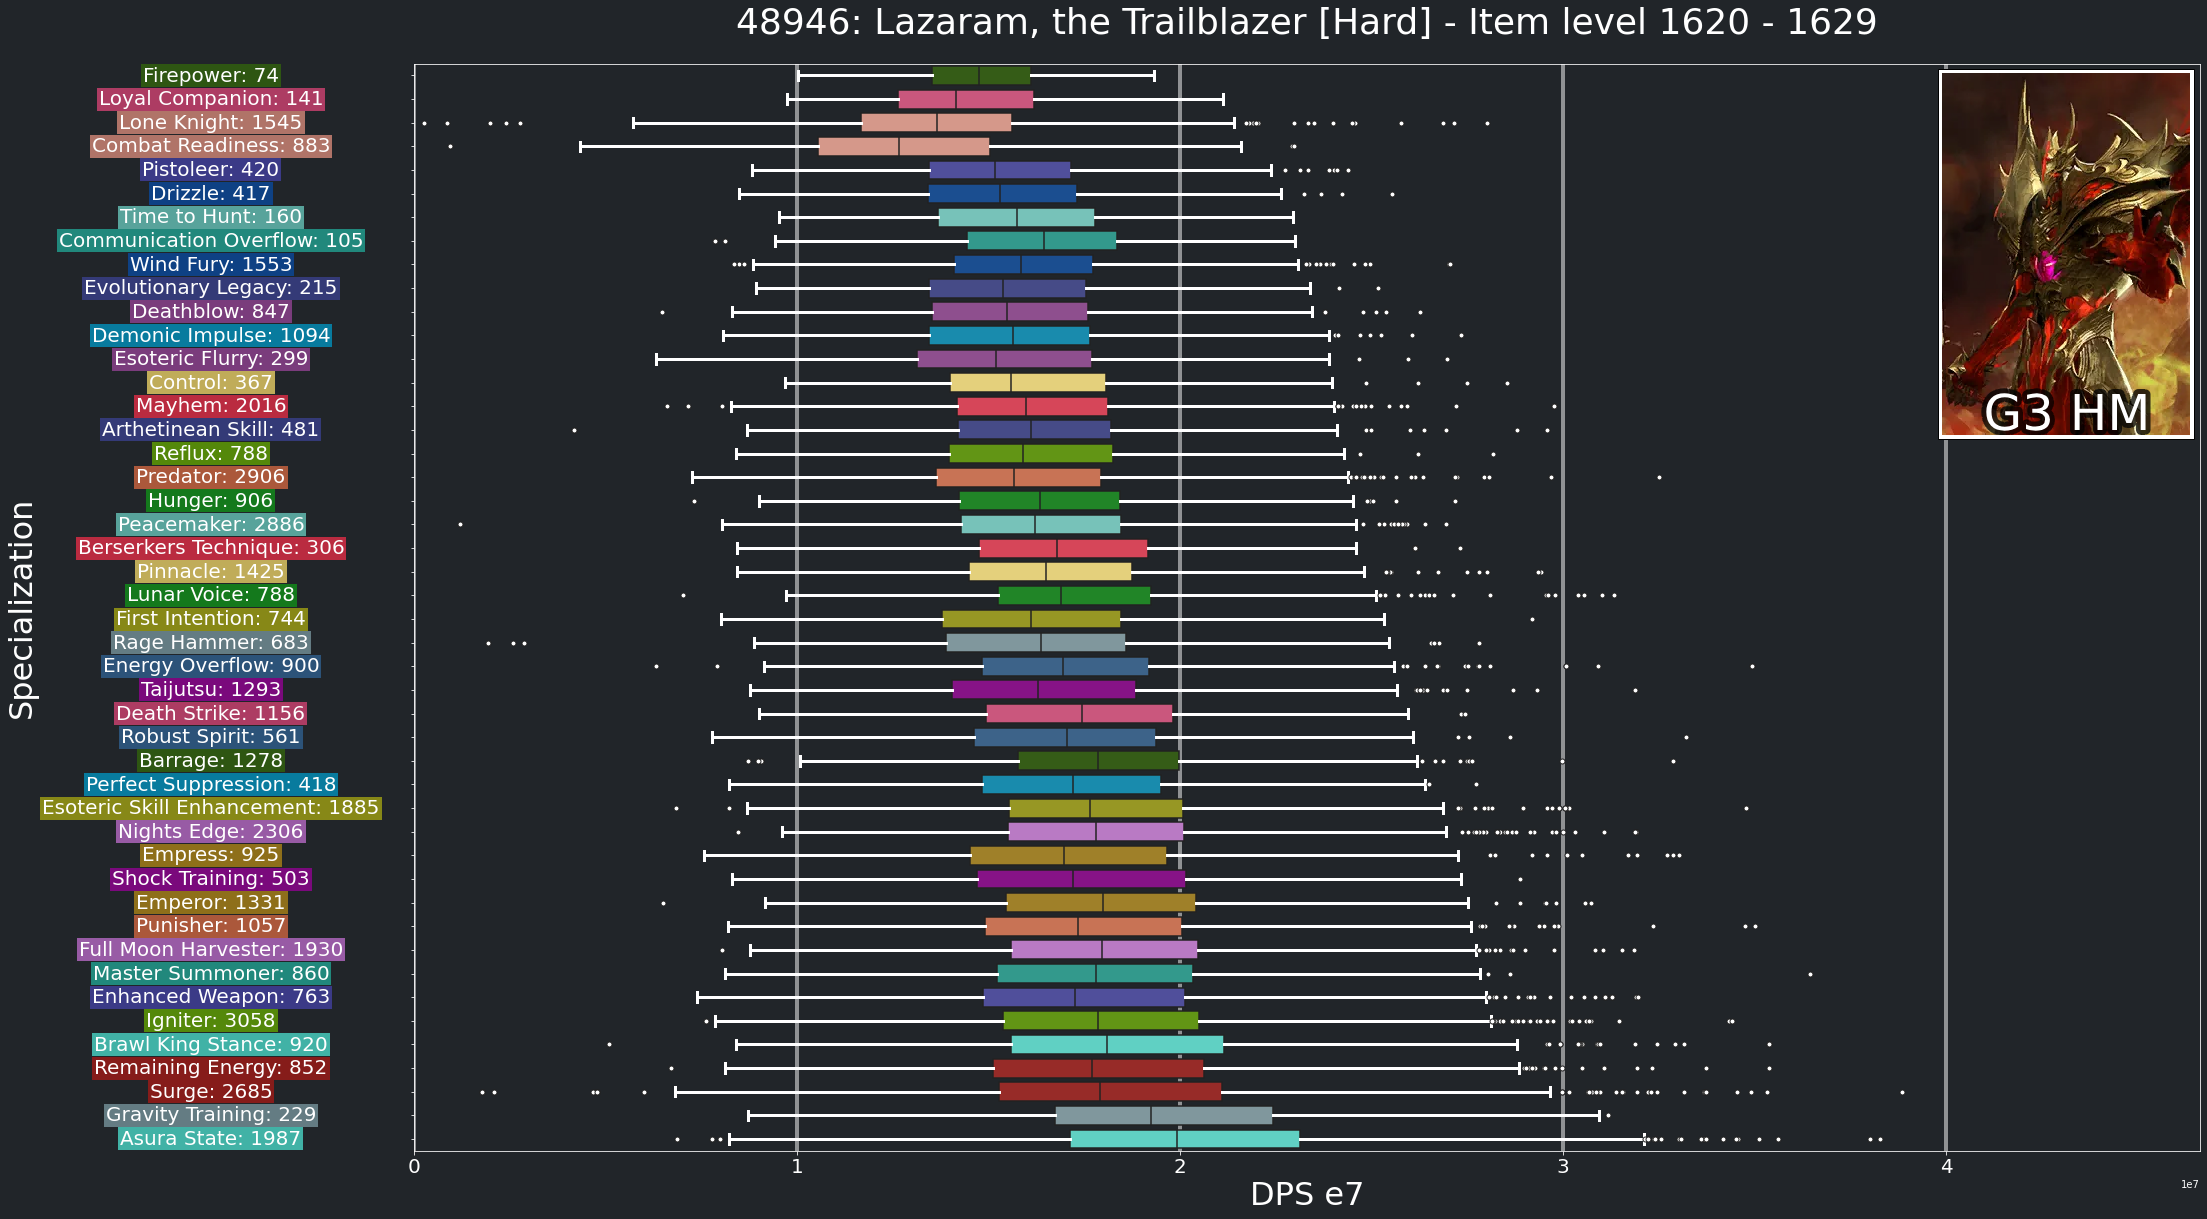 48946: Lazaram, the Trailblazer [Hard] - Item level 1620 - 1629
Specialization
Firepower: 74
Loyal Companion: 141
Lone Knight: 1545
Combat Readiness: 883
Pistoleer: 420
Drizzle: 417
Time to Hunt: 160
Communication Overflow: 105
Wind Fury: 1553
Evolutionary Legacy: 215
Deathblow: 847
Demonic Impulse: 1094
Esoteric Flurry: 299
Control: 367
Mayhem: 2016
Arthetinean Skill: 481
Reflux: 788
Predator: 2906
Hunger: 906
Peacemaker: 2886
Berserkers Technique: 306
Pinnacle: 1425
Lunar Voice: 788
First Intention: 744
Rage Hammer: 683
Energy Overflow: 900
Taijutsu: 1293
Death Strike: 1156
Robust Spirit: 561
Barrage: 1278
Perfect Suppression: 418
Esoteric Skill Enhancement: 1885
Nights Edge: 2306
Empress: 925
Shock Training: 503
Emperor: 1331
Punisher: 1057
Full Moon Harvester: 1930
Master Summoner: 860
Enhanced Weapon: 763
Igniter: 3058
Brawl King Stance: 920
Remaining Energy: 852
Surge: 2685
Gravity Training: 229
Asura State: 1987
G3 HM
0 1 2 3 4
DPS e7
1e7